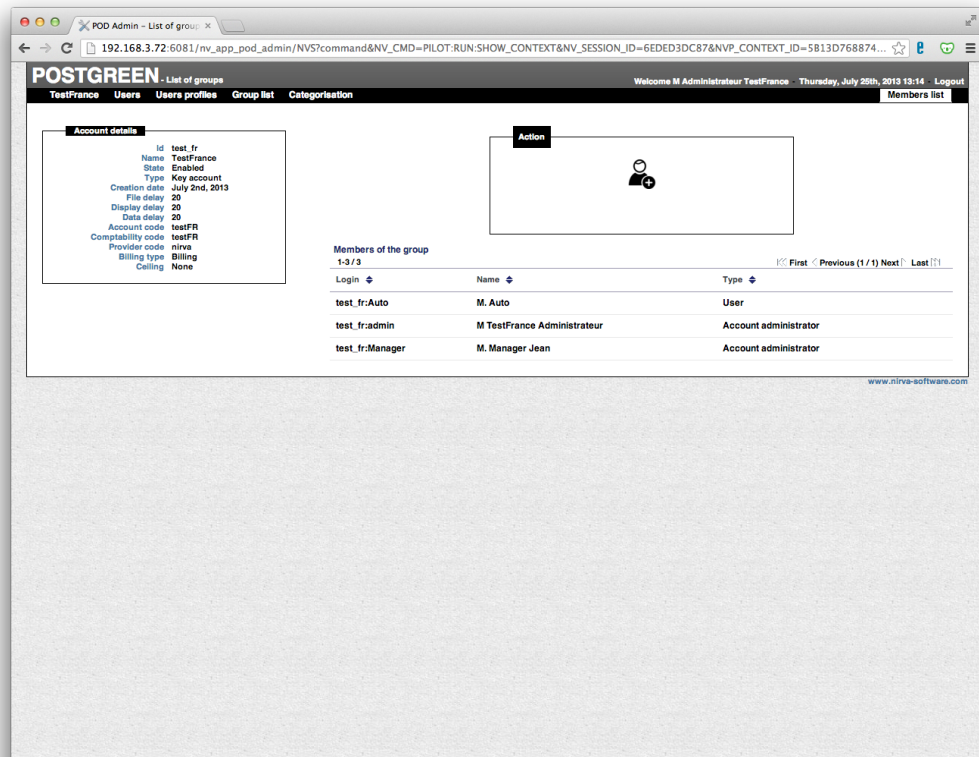 POD Admin – List of group
192.168.3.72:6081/nv_app_pod_admin/NVS?command&NV_CMD=PILOT:RUN:SHOW_CONTEXT&NV_SESSION_ID=6EDED3DC87&NVP_CONTEXT_ID=5B13D768874...
POSTGREEN - List of groups
Welcome M Administrateur TestFrance - Thursday, July 25th, 2013 13:14 - Logout
TestFrance Users Users profiles Group list Categorisation Members list
Account details
Id test_fr
Name TestFrance
State Enabled
Type Key account
Creation date July 2nd, 2013
File delay 20
Display delay 20
Data delay 20
Account code testFR
Comptability code testFR
Provider code nirva
Billing type Billing
Ceiling None
Action
Members of the group
1-3 / 3 First Previous (1 / 1) Next Last
Login Name Type
test_fr:Auto M. Auto User
test_fr:admin M TestFrance Administrateur Account administrator
test_fr:Manager M. Manager Jean Account administrator
www.nirva-software.com